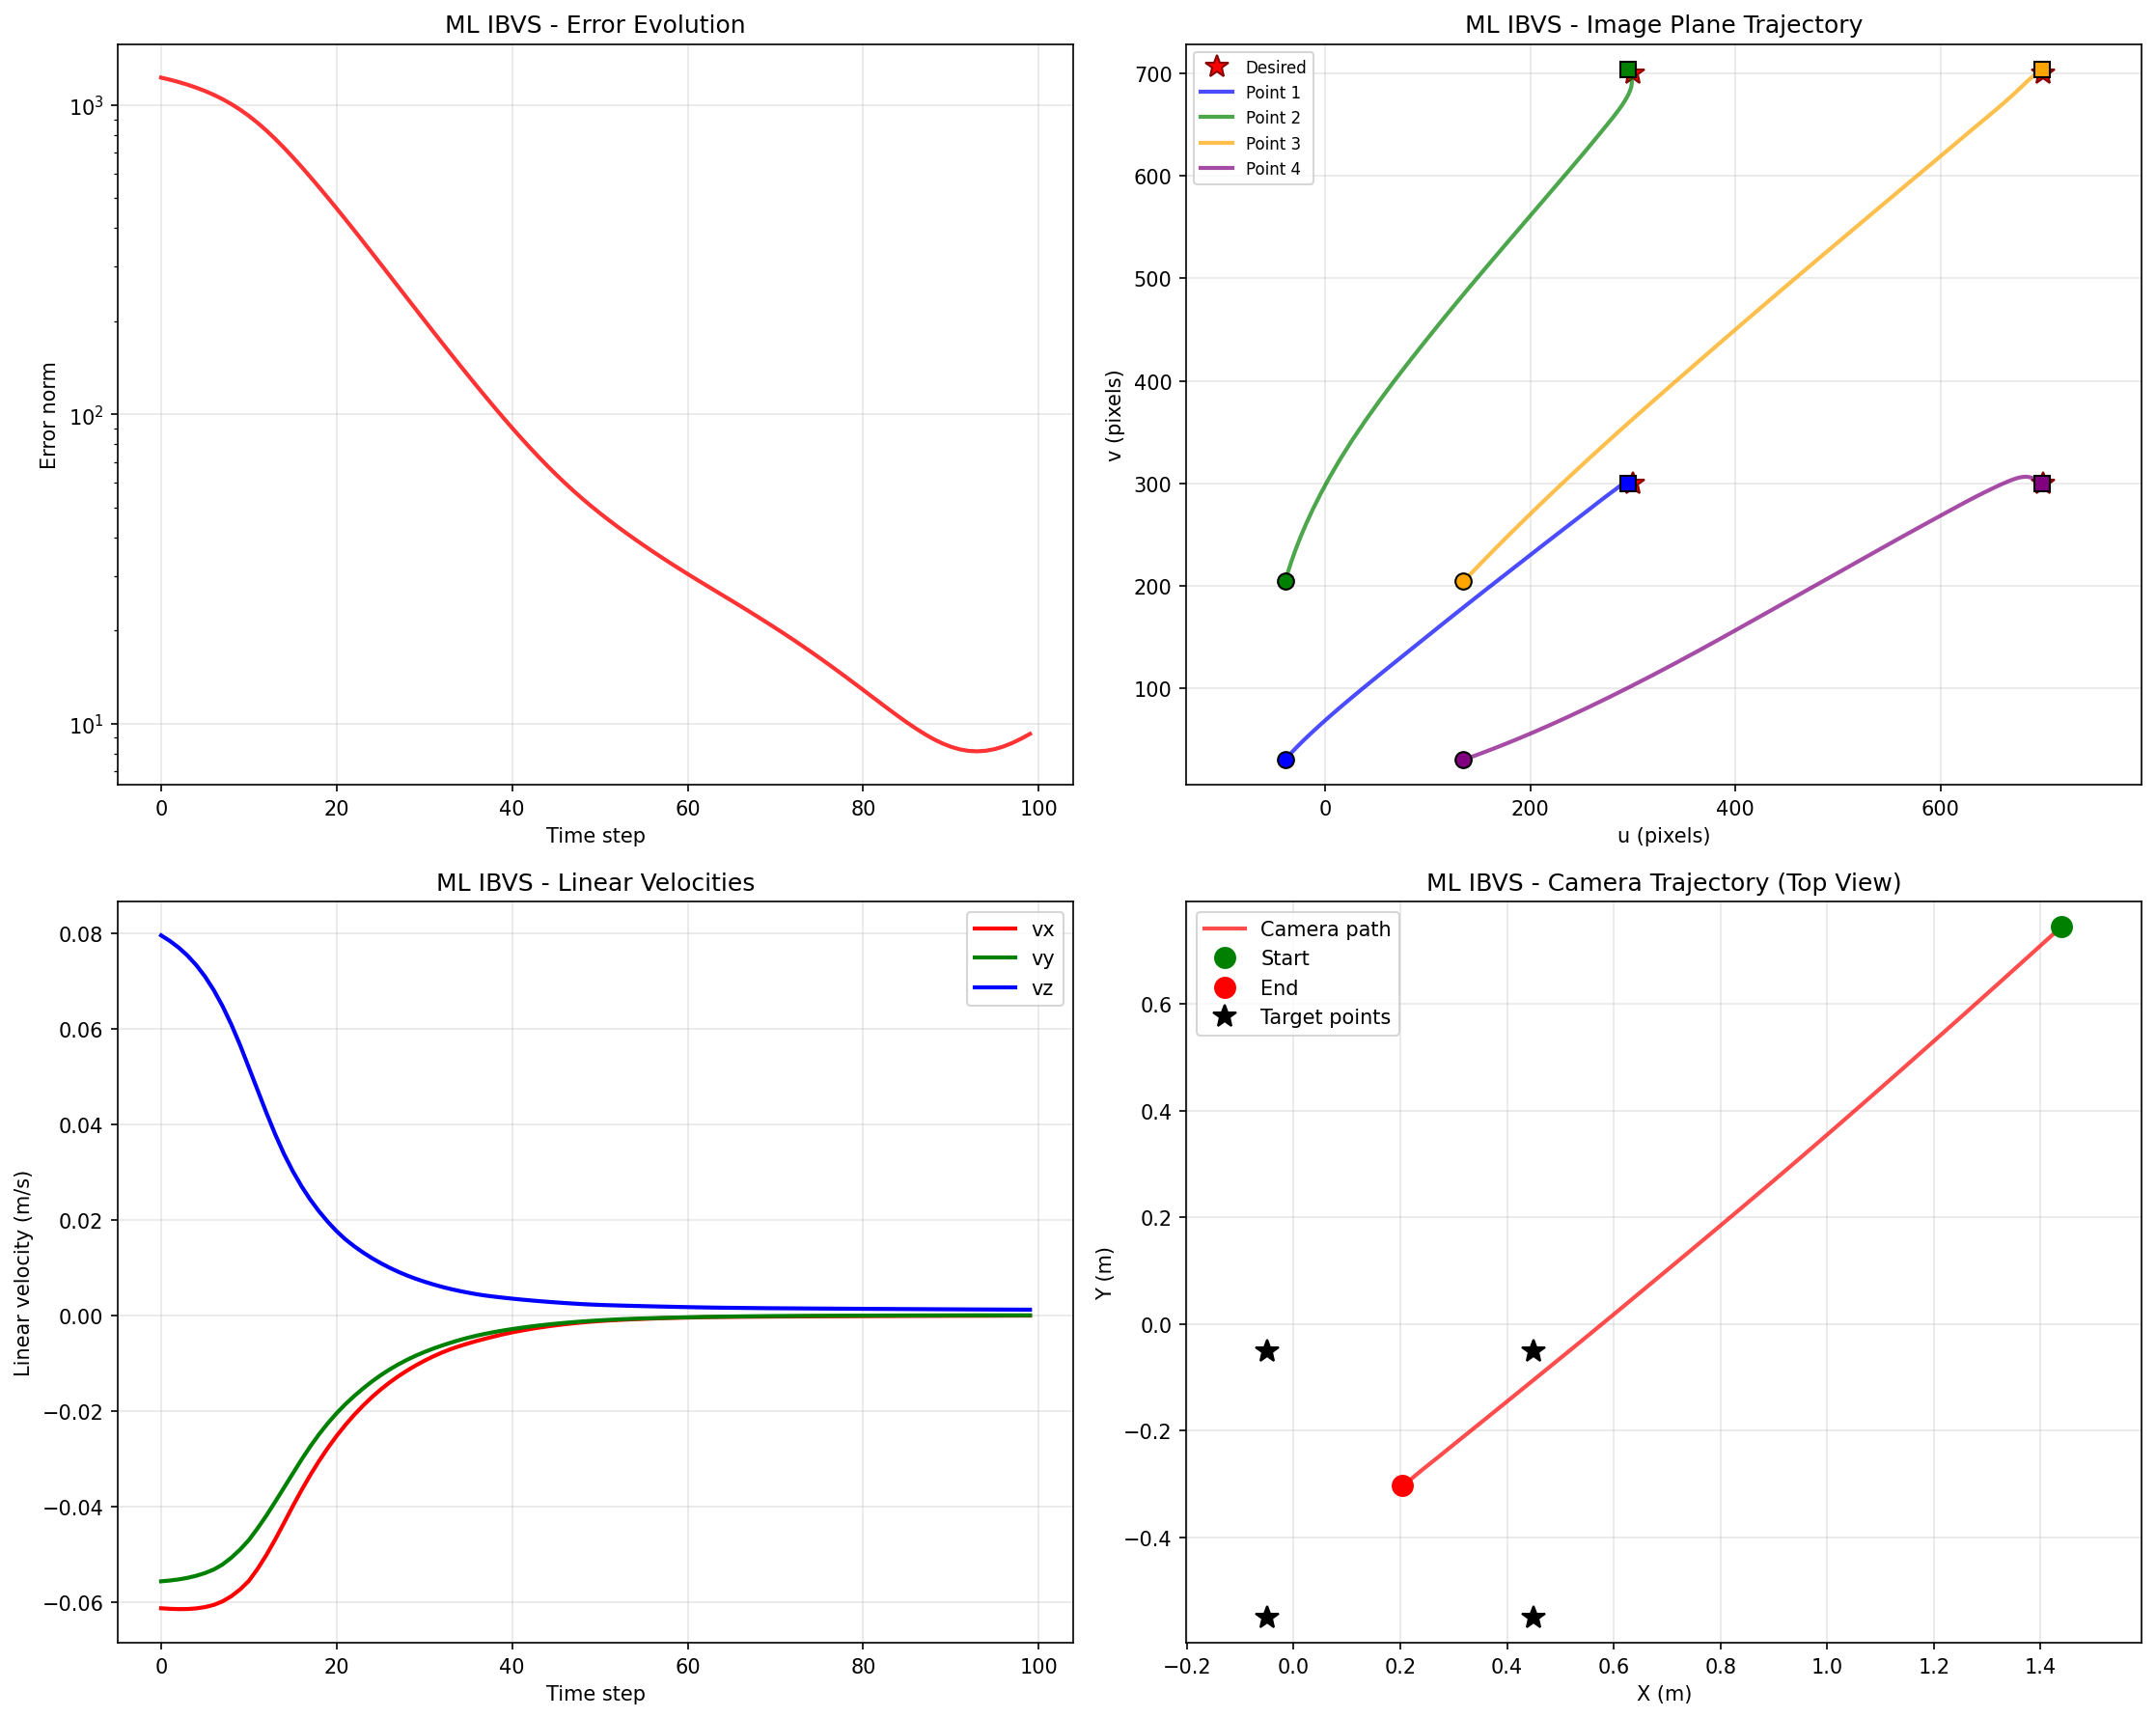 ML IBVS - Error Evolution
Error norm
10³
10²
10¹
0 20 40 60 80 100
Time step
ML IBVS - Image Plane Trajectory
Desired
Point 1
Point 2
Point 3
Point 4
v (pixels)
700
600
500
400
300
200
100
0 200 400 600
u (pixels)
ML IBVS - Linear Velocities
vx
vy
vz
Linear velocity (m/s)
0.08
0.06
0.04
0.02
0.00
−0.02
−0.04
−0.06
0 20 40 60 80 100
Time step
ML IBVS - Camera Trajectory (Top View)
Camera path
Start
End
Target points
Y (m)
0.6
0.4
0.2
0.0
−0.2
−0.4
−0.2 0.0 0.2 0.4 0.6 0.8 1.0 1.2 1.4
X (m)